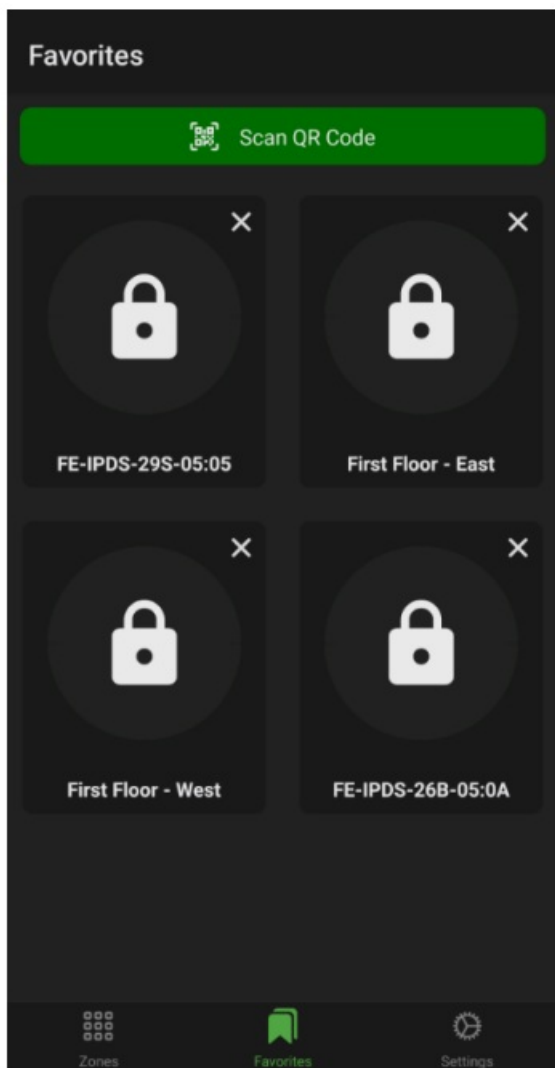 Favorites
Scan QR Code
FE-IPDS-29S-05:05
First Floor - East
First Floor - West
FE-IPDS-26B-05:0A
Zones
Favorites
Settings